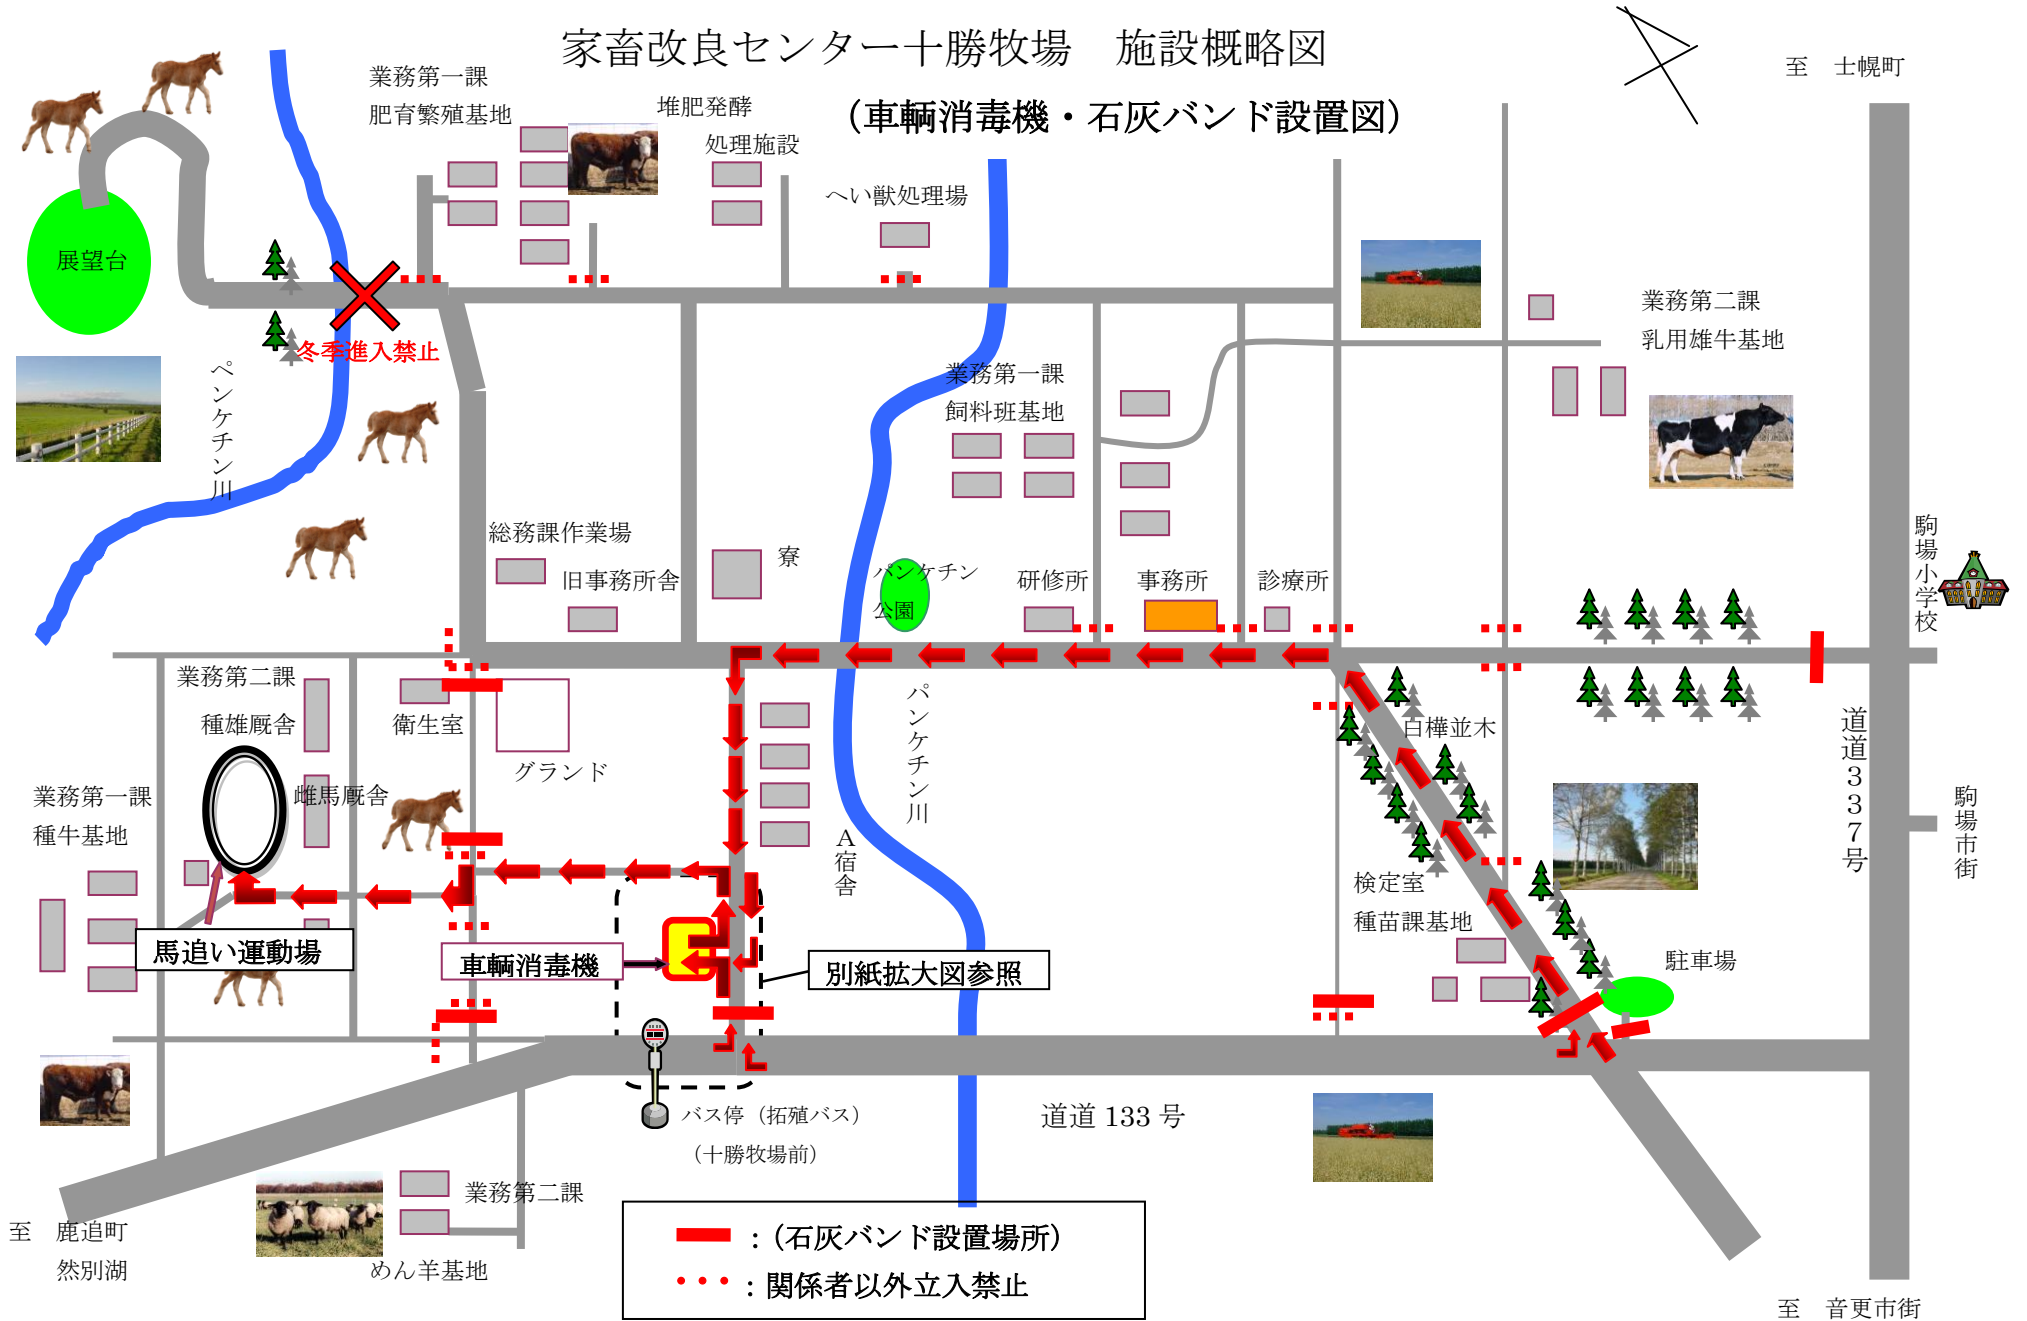 家畜改良センター十勝牧場　施設概略図
（車輌消毒機・石灰バンド設置図）
至　士幌町
業務第一課
肥育繁殖基地
堆肥発酵
処理施設
へい獣処理場
展望台
冬季進入禁止
ペンケチン川
業務第二課
乳用雄牛基地
業務第一課
飼料班基地
総務課作業場
旧事務所舎
寮
パンケチン
公園
研修所
事務所
診療所
駒場小学校
業務第二課
種雄厩舎
衛生室
グランド
雌馬厩舎
業務第一課
種牛基地
パンケチン川
A宿舎
白樺並木
道道337号
駒場市街
検定室
種苗課基地
駐車場
馬追い運動場
車輌消毒機
別紙拡大図参照
バス停（拓殖バス）
（十勝牧場前）
道道 133 号
業務第二課
めん羊基地
至　鹿追町
然別湖
：（石灰バンド設置場所）
：関係者以外立入禁止
至　音更市街